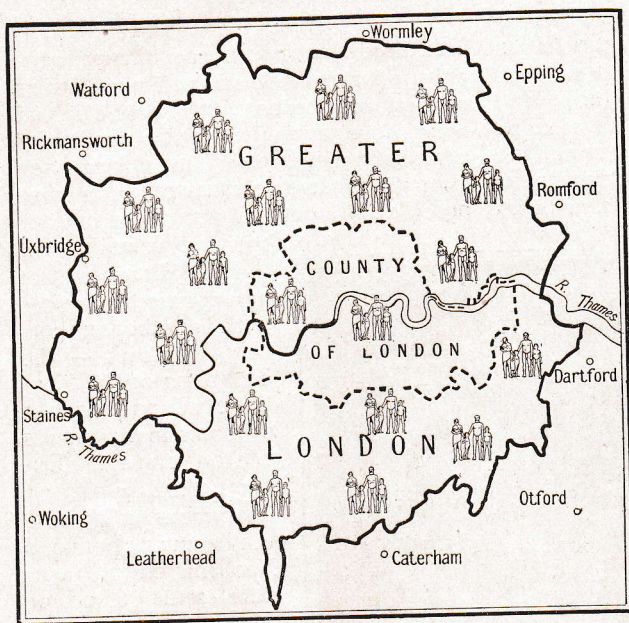 Wormley
Epping
Watford
Rickmansworth
GREATER
Romford
Uxbridge
COUNTY
R. Thames
OF LONDON
Dartford
Staines
R. Thames
LONDON
Woking
Otford
Leatherhead
Caterham